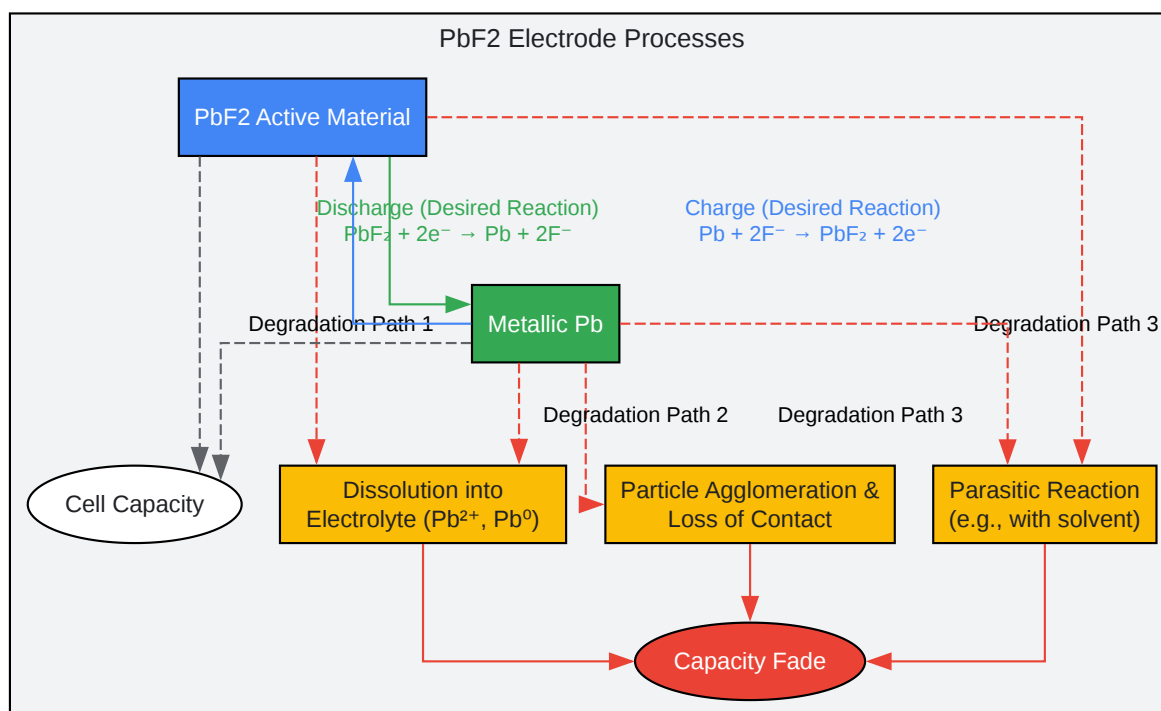 PbF2 Electrode Processes
PbF2 Active Material
Discharge (Desired Reaction)
PbF₂ + 2e⁻ → Pb + 2F⁻
Charge (Desired Reaction)
Pb + 2F⁻ → PbF₂ + 2e⁻
Degradation Path 1
Metallic Pb
Degradation Path 3
Degradation Path 2
Degradation Path 3
Cell Capacity
Dissolution into
Electrolyte (Pb²⁺, Pb⁰)
Particle Agglomeration &
Loss of Contact
Parasitic Reaction
(e.g., with solvent)
Capacity Fade